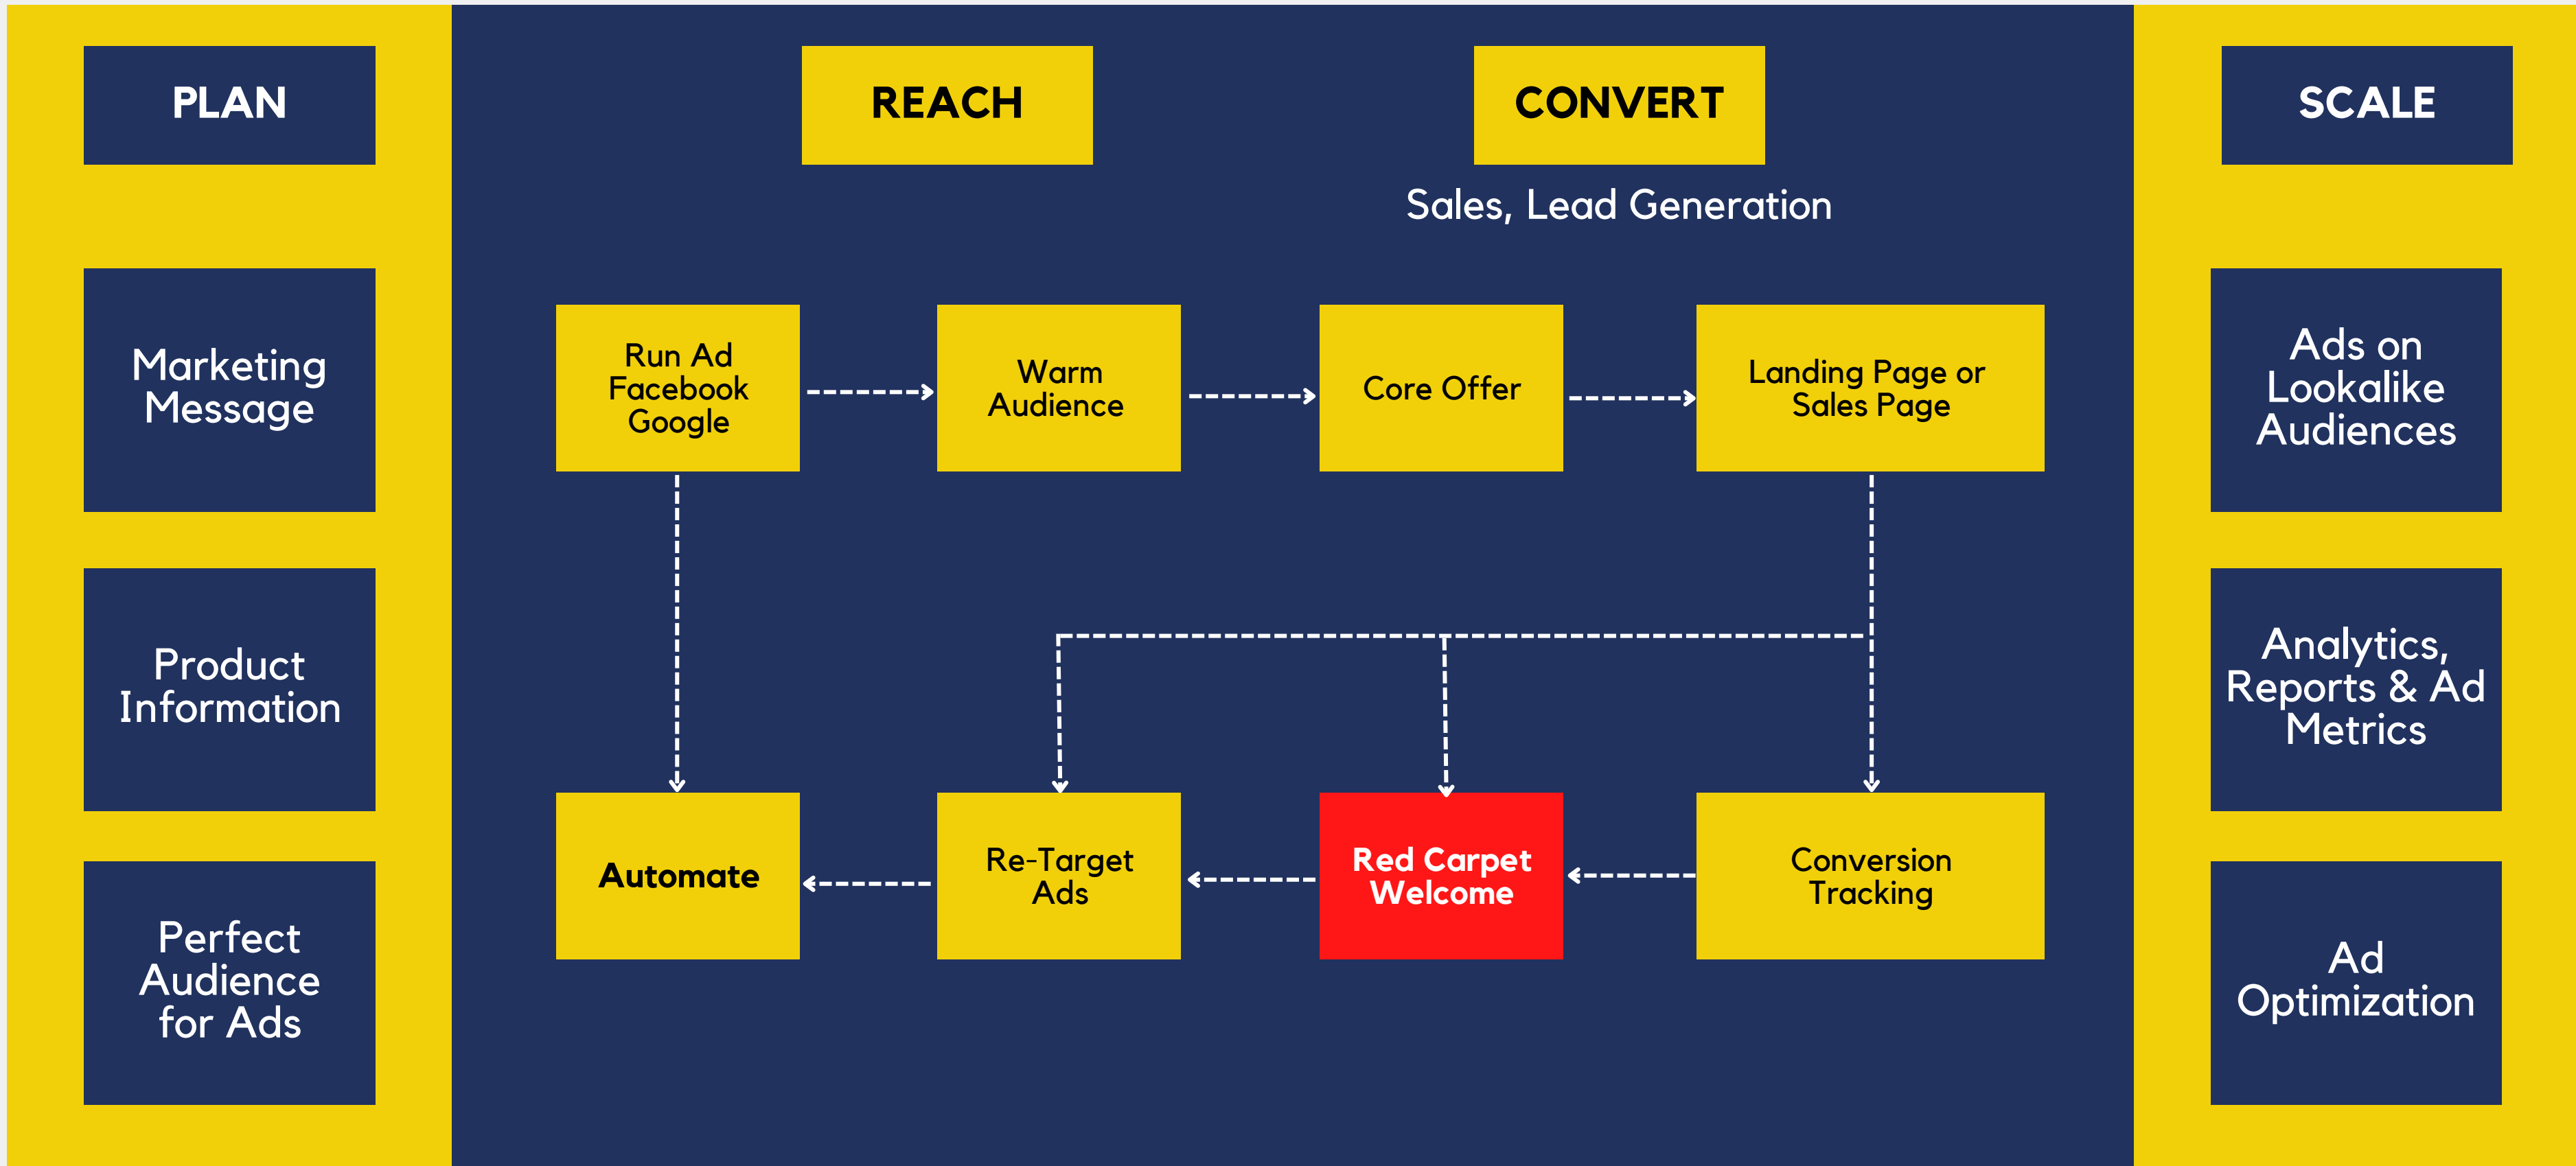 PLAN
REACH
CONVERT
SCALE
Sales, Lead Generation
Marketing
Message
Product
Information
Perfect
Audience
for Ads
Run Ad
Facebook
Google
Warm
Audience
Core Offer
Landing Page or
Sales Page
Automate
Re-Target
Ads
Red Carpet
Welcome
Conversion
Tracking
Ads on
Lookalike
Audiences
Analytics,
Reports & Ad
Metrics
Ad
Optimization